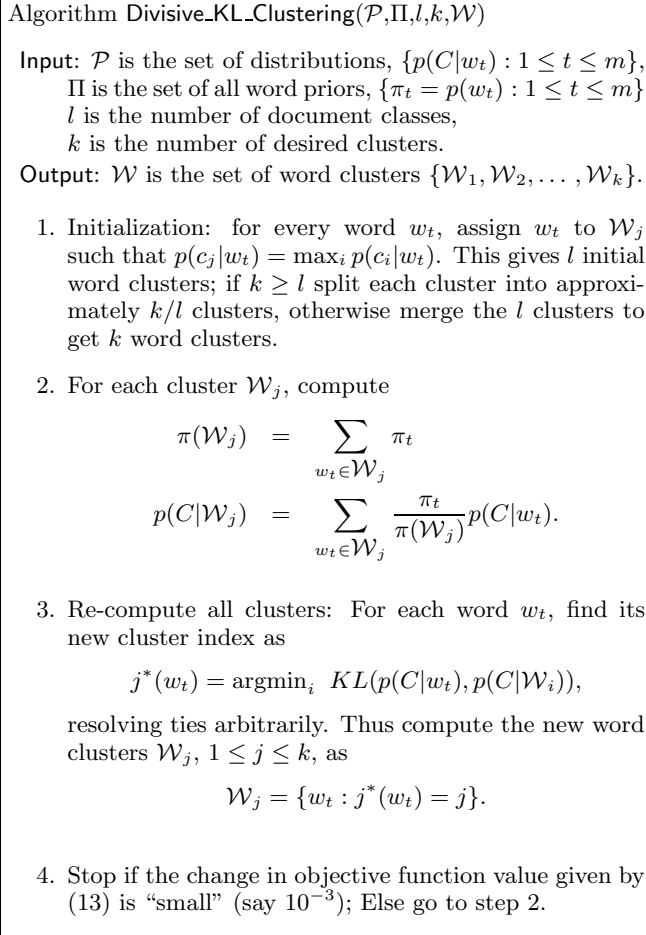 Algorithm Divisive_KL_Clustering(𝒫,Π,l,k,𝒲)
Input: 𝒫 is the set of distributions, {p(C|w_t) : 1 ≤ t ≤ m},
Π is the set of all word priors, {π_t = p(w_t) : 1 ≤ t ≤ m}
l is the number of document classes,
k is the number of desired clusters.
Output: 𝒲 is the set of word clusters {𝒲_1, 𝒲_2, . . . , 𝒲_k}.
1. Initialization: for every word w_t, assign w_t to 𝒲_j
such that p(c_j|w_t) = max_i p(c_i|w_t). This gives l initial
word clusters; if k ≥ l split each cluster into approxi-
mately k/l clusters, otherwise merge the l clusters to
get k word clusters.
2. For each cluster 𝒲_j, compute
π(𝒲_j) = ∑_{w_t∈𝒲_j} π_t
p(C|𝒲_j) = ∑_{w_t∈𝒲_j} \frac{π_t}{π(𝒲_j)} p(C|w_t).
3. Re-compute all clusters: For each word w_t, find its
new cluster index as
j^*(w_t) = argmin_i KL(p(C|w_t), p(C|𝒲_i)),
resolving ties arbitrarily. Thus compute the new word
clusters 𝒲_j, 1 ≤ j ≤ k, as
𝒲_j = {w_t : j^*(w_t) = j}.
4. Stop if the change in objective function value given by
(13) is “small” (say 10^{−3}); Else go to step 2.